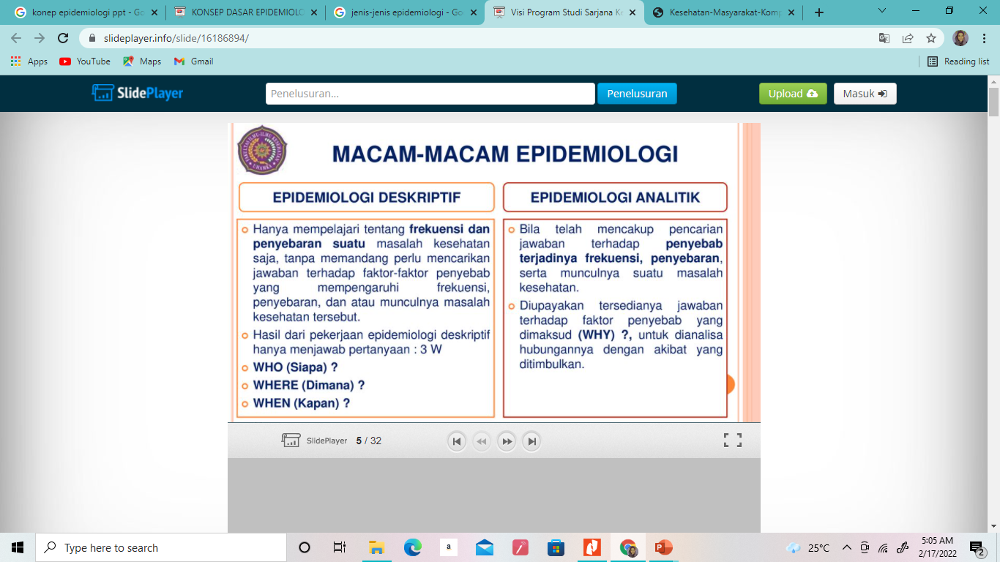 konep epidemiologi ppt - Go
KONSEP DASAR EPIDEMIOLO
jenis-jenis epidemiologi - Go
Visi Program Studi Sarjana Ke
Kesehatan-Masyarakat-Komp
slideplayer.info/slide/16186894/
Apps
YouTube
Maps
Gmail
Reading list
SlidePlayer
Penelusuran...
Penelusuran
Upload
Masuk
MACAM-MACAM EPIDEMIOLOGI
EPIDEMIOLOGI DESKRIPTIF
Hanya mempelajari tentang frekuensi dan
penyebaran suatu masalah kesehatan
saja, tanpa memandang perlu mencarikan
jawaban terhadap faktor-faktor penyebab
yang mempengaruhi frekuensi,
penyebaran, dan atau munculnya masalah
kesehatan tersebut.
Hasil dari pekerjaan epidemiologi deskriptif
hanya menjawab pertanyaan : 3 W
WHO (Siapa) ?
WHERE (Dimana) ?
WHEN (Kapan) ?
EPIDEMIOLOGI ANALITIK
Bila telah mencakup pencarian
jawaban terhadap penyebab
terjadinya frekuensi, penyebaran,
serta munculnya suatu masalah
kesehatan.
Diupayakan tersedianya jawaban
terhadap faktor penyebab yang
dimaksud (WHY) ?, untuk dianalisa
hubungannya dengan akibat yang
ditimbulkan.
SlidePlayer 5 / 32
Type here to search
a
25°C
5:05 AM
2/17/2022
2